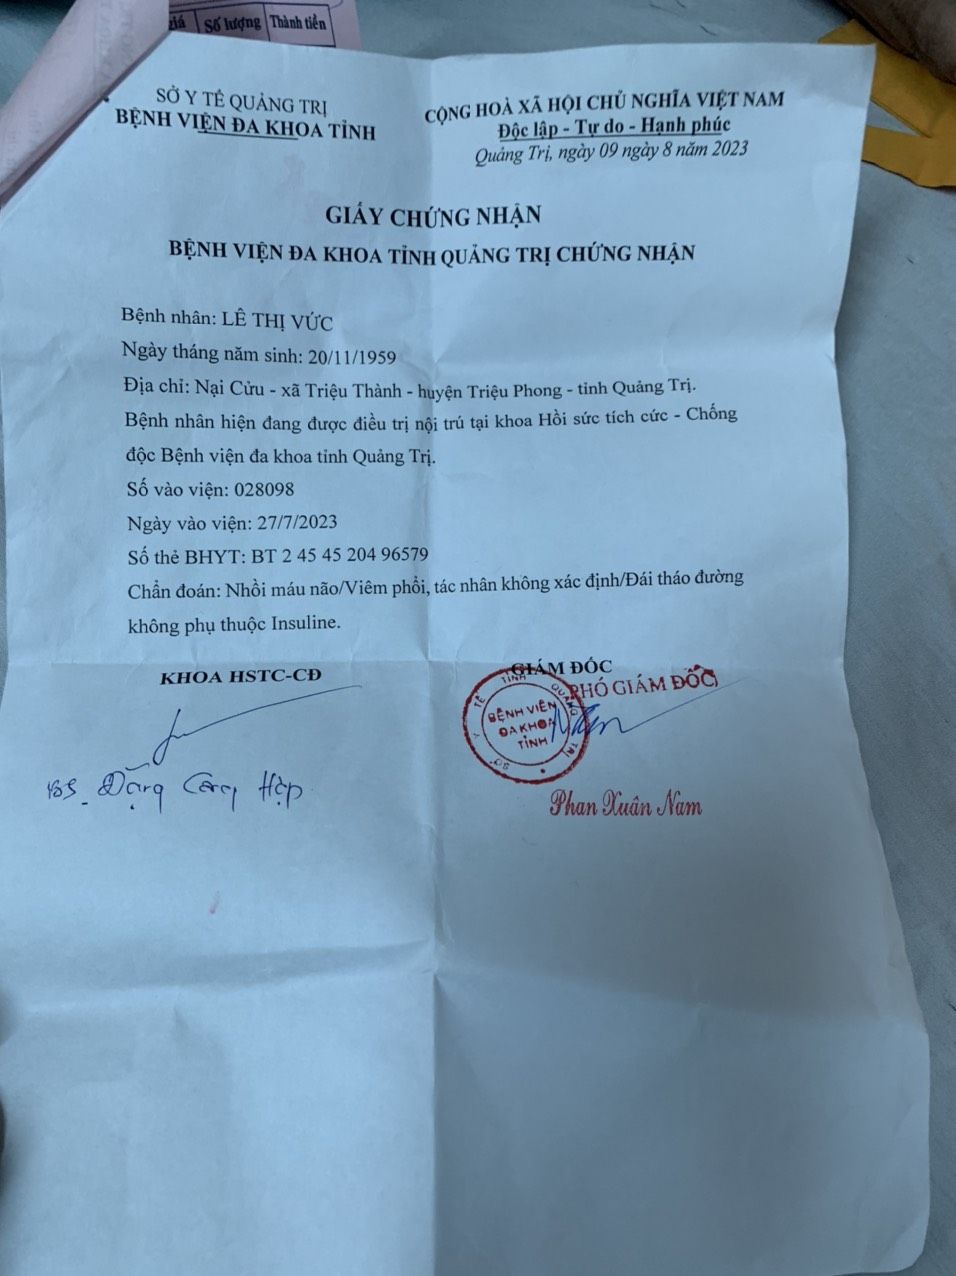 giá Số lượng Thành tiền
SỞ Y TẾ QUẢNG TRỊ
BỆNH VIỆN ĐA KHOA TỈNH
CỘNG HOÀ XÃ HỘI CHỦ NGHĨA VIỆT NAM
Độc lập - Tự do - Hạnh phúc
Quảng Trị, ngày 09 ngày 8 năm 2023
GIẤY CHỨNG NHẬN
BỆNH VIỆN ĐA KHOA TỈNH QUẢNG TRỊ CHỨNG NHẬN
Bệnh nhân: LÊ THỊ VỨC
Ngày tháng năm sinh: 20/11/1959
Địa chỉ: Nại Cửu - xã Triệu Thành - huyện Triệu Phong - tỉnh Quảng Trị.
Bệnh nhân hiện đang được điều trị nội trú tại khoa Hồi sức tích cức - Chống
độc Bệnh viện đa khoa tỉnh Quảng Trị.
Số vào viện: 028098
Ngày vào viện: 27/7/2023
Số thẻ BHYT: BT 2 45 45 204 96579
Chẩn đoán: Nhồi máu não/Viêm phổi, tác nhân không xác định/Đái tháo đường
không phụ thuộc Insuline.
KHOA HSTC-CĐ
GIÁM ĐỐC
PHÓ GIÁM ĐỐC
SỞ Y TẾ TỈNH QUẢNG TRỊ
BỆNH VIỆN
ĐA KHOA
TỈNH
BS. Đặng Công Hợp
Phan Xuân Nam